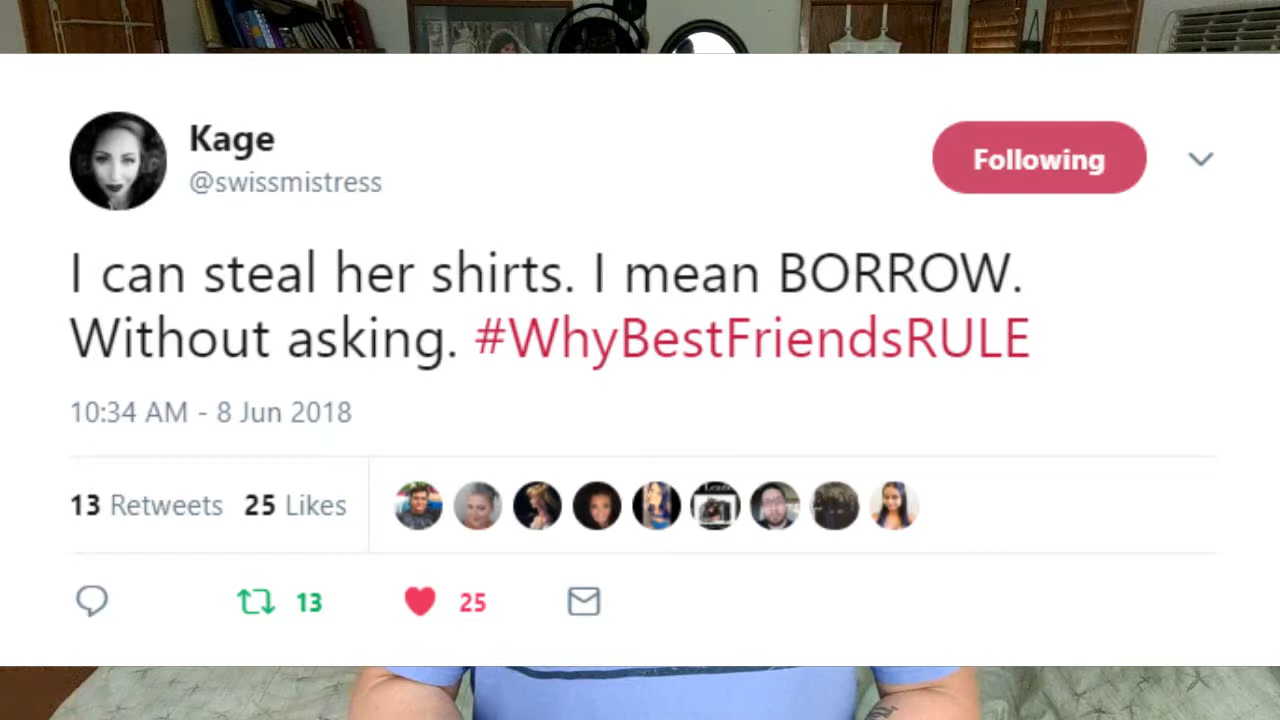 Kage
@swissmistress
Following
I can steal her shirts. I mean BORROW.
Without asking. #WhyBestFriendsRULE
10:34 AM - 8 Jun 2018
13 Retweets 25 Likes
13 25